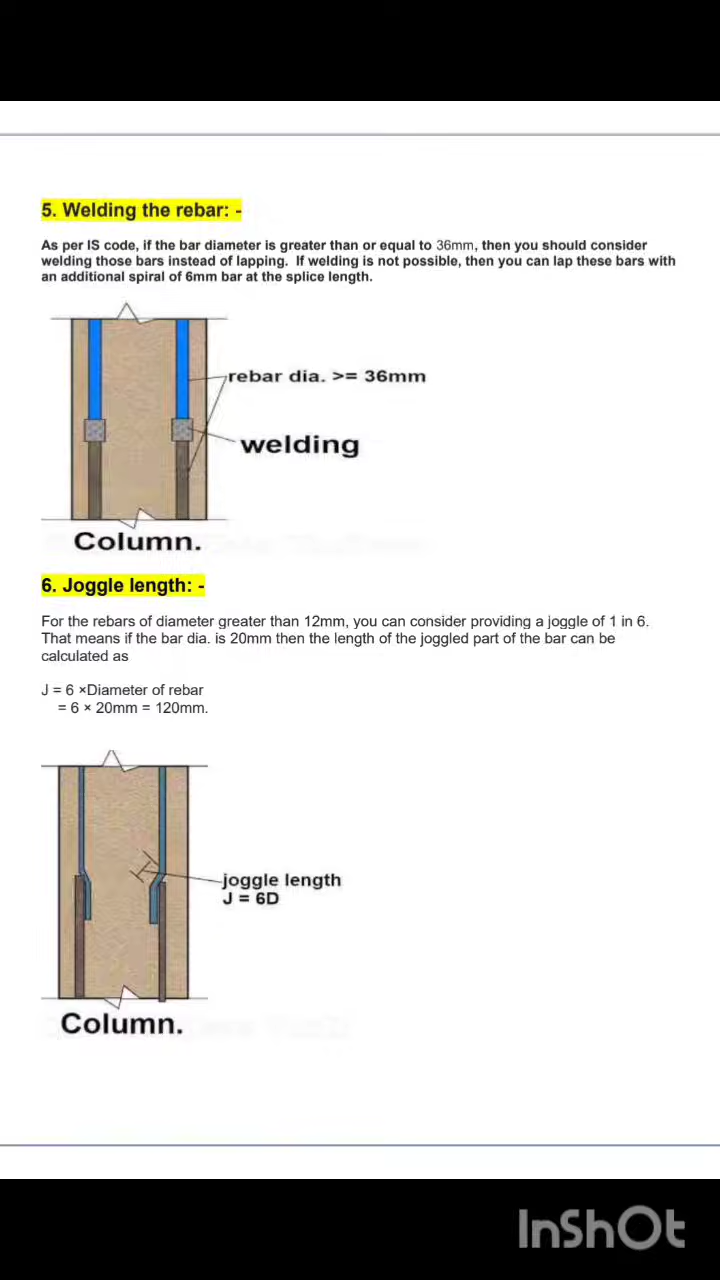 5. Welding the rebar: -
As per IS code, if the bar diameter is greater than or equal to 36mm, then you should consider
welding those bars instead of lapping.  If welding is not possible, then you can lap these bars with
an additional spiral of 6mm bar at the splice length.
rebar dia. >= 36mm
welding
Column.
6. Joggle length: -
For the rebars of diameter greater than 12mm, you can consider providing a joggle of 1 in 6.
That means if the bar dia. is 20mm then the length of the joggled part of the bar can be
calculated as
J = 6 ×Diameter of rebar
= 6 × 20mm = 120mm.
joggle length
J = 6D
Column.
InShOt